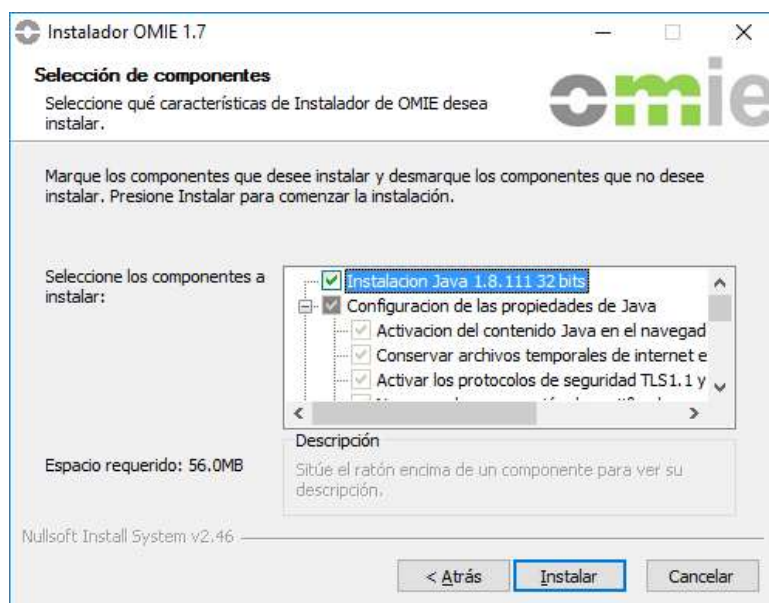 Instalador OMIE 1.7
Selección de componentes
Seleccione qué características de Instalador de OMIE desea
instalar.
omie
Marque los componentes que desee instalar y desmarque los componentes que no desee
instalar. Presione Instalar para comenzar la instalación.
Seleccione los componentes a
instalar:
Instalacion Java 1.8.111 32 bits
Configuracion de las propiedades de Java
Activacion del contenido Java en el navegad
Conservar archivos temporales de internet e
Activar los protocolos de seguridad TLS1.1 y
Espacio requerido: 56.0MB
Descripción
Sitúe el ratón encima de un componente para ver su
descripción.
Nullsoft Install System v2.46
< Atrás
Instalar
Cancelar